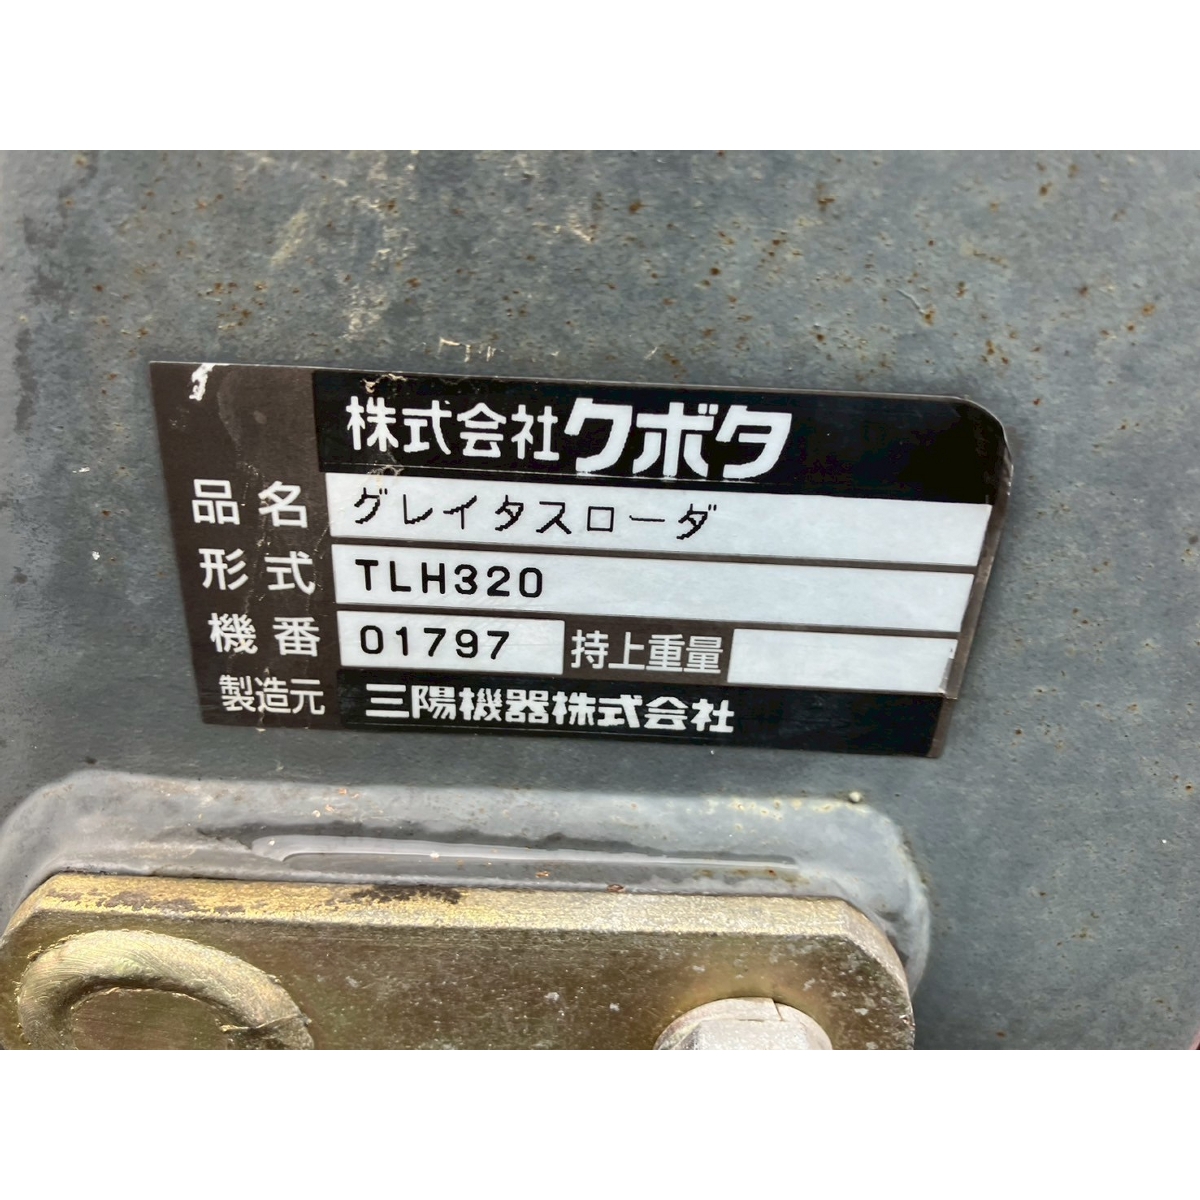 株式会社クボタ
品名 グレイタスローダ
形式 TLH320
機番 01797 持上重量
製造元 三陽機器株式会社